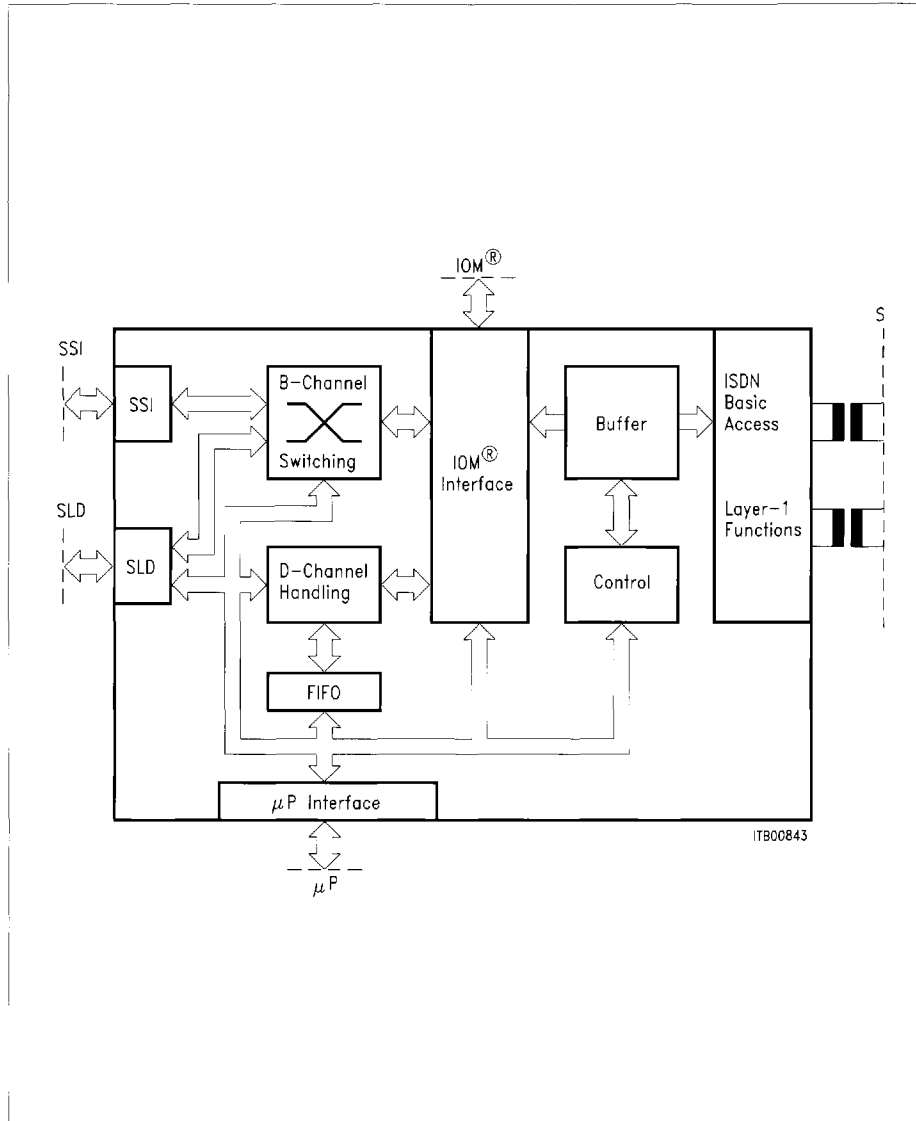 IOM®
S
SSI
SSI
B-Channel
Switching
IOM®
Interface
Buffer
ISDN
Basic
Access
Layer-1
Functions
SLD
SLD
D-Channel
Handling
Control
FIFO
μP Interface
ITB00843
μP